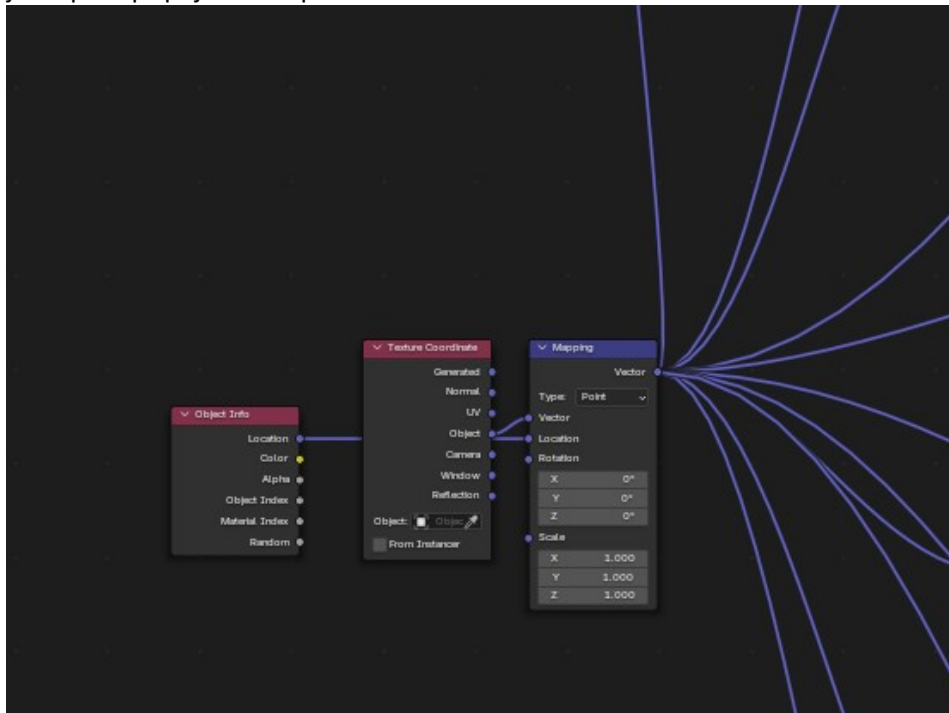 Texture Coordinate
Generated
Normal
UV
Object
Camera
Window
Reflection
Object:
From Instancer
Mapping
Vector
Type: Point
Vector
Location
Rotation
X 0°
Y 0°
Z 0°
Scale
X 1.000
Y 1.000
Z 1.000
Object Info
Location
Color
Alpha
Object Index
Material Index
Random